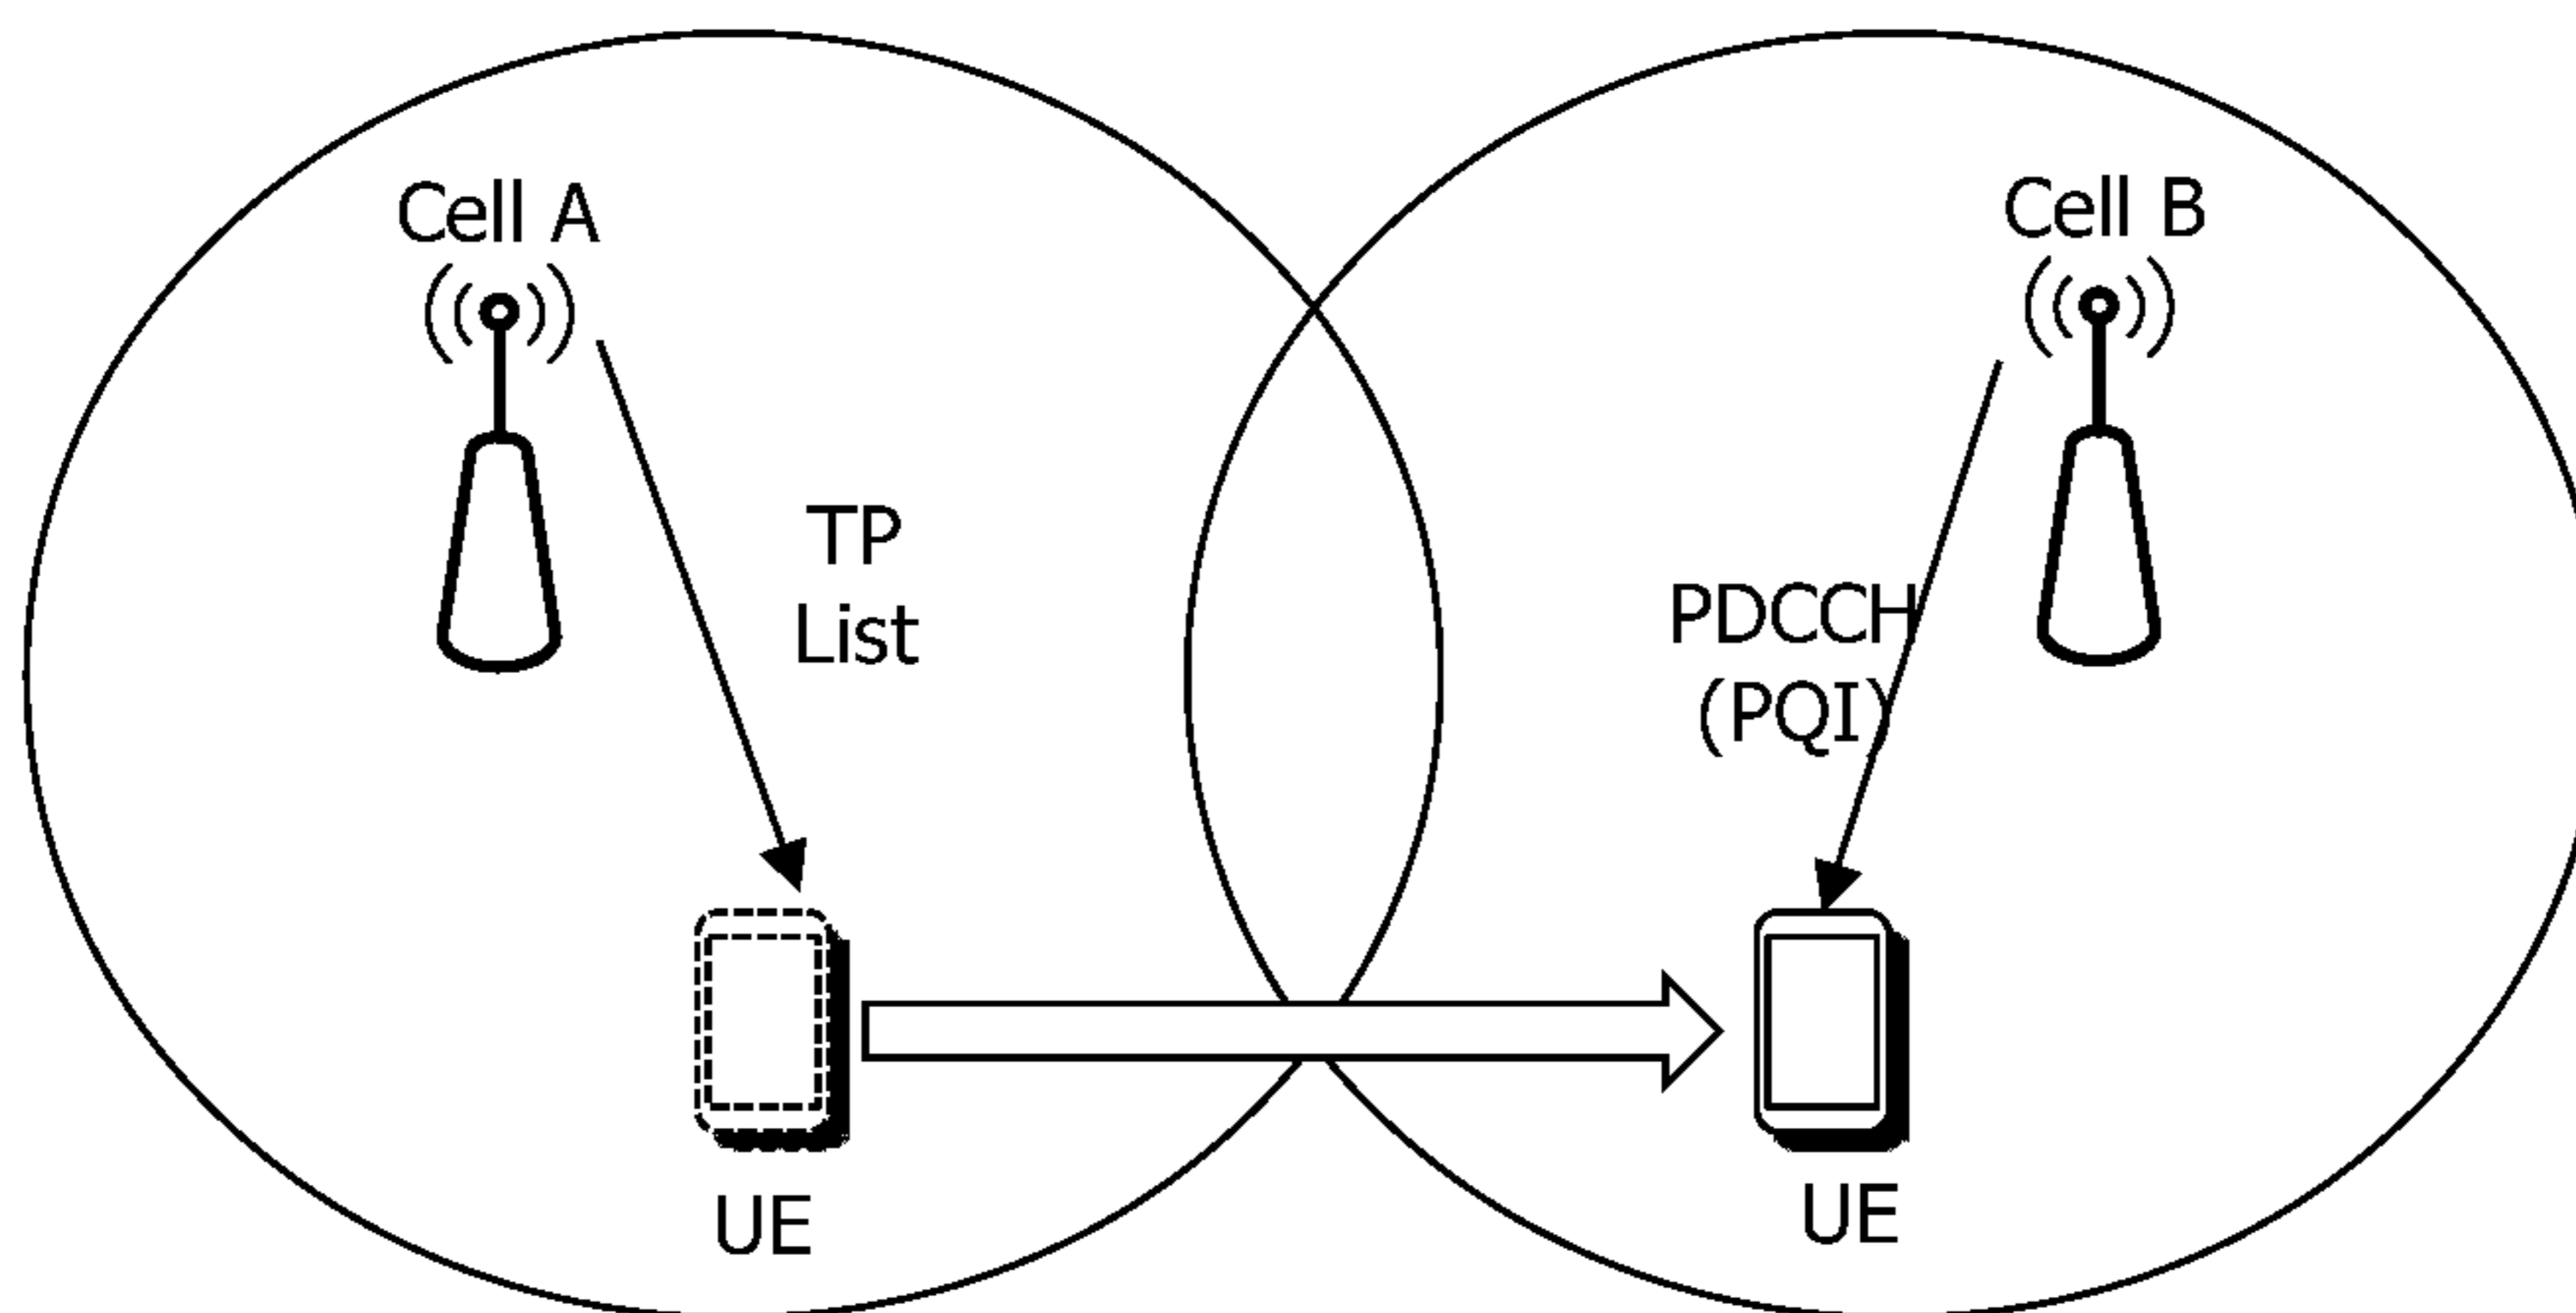 Cell A
Cell B
TP
List
PDCCH
(PQI)
UE
UE